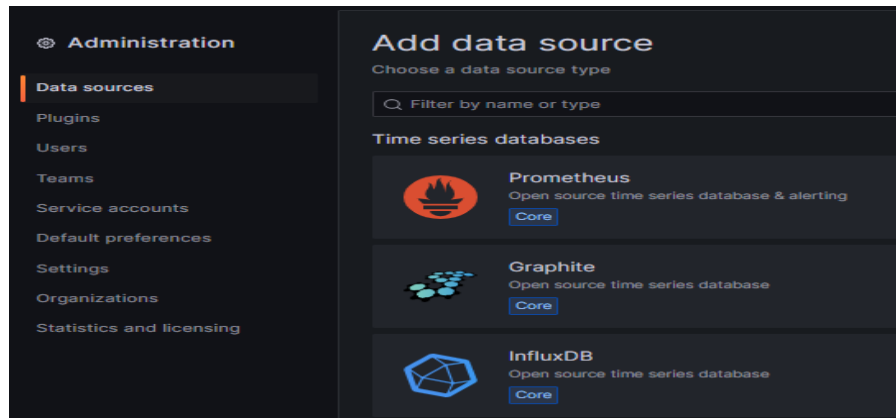 Administration
Data sources
Plugins
Users
Teams
Service accounts
Default preferences
Settings
Organizations
Statistics and licensing
Add data source
Choose a data source type
Filter by name or type
Time series databases
Prometheus
Open source time series database & alerting
Core
Graphite
Open source time series database
Core
InfluxDB
Open source time series database
Core